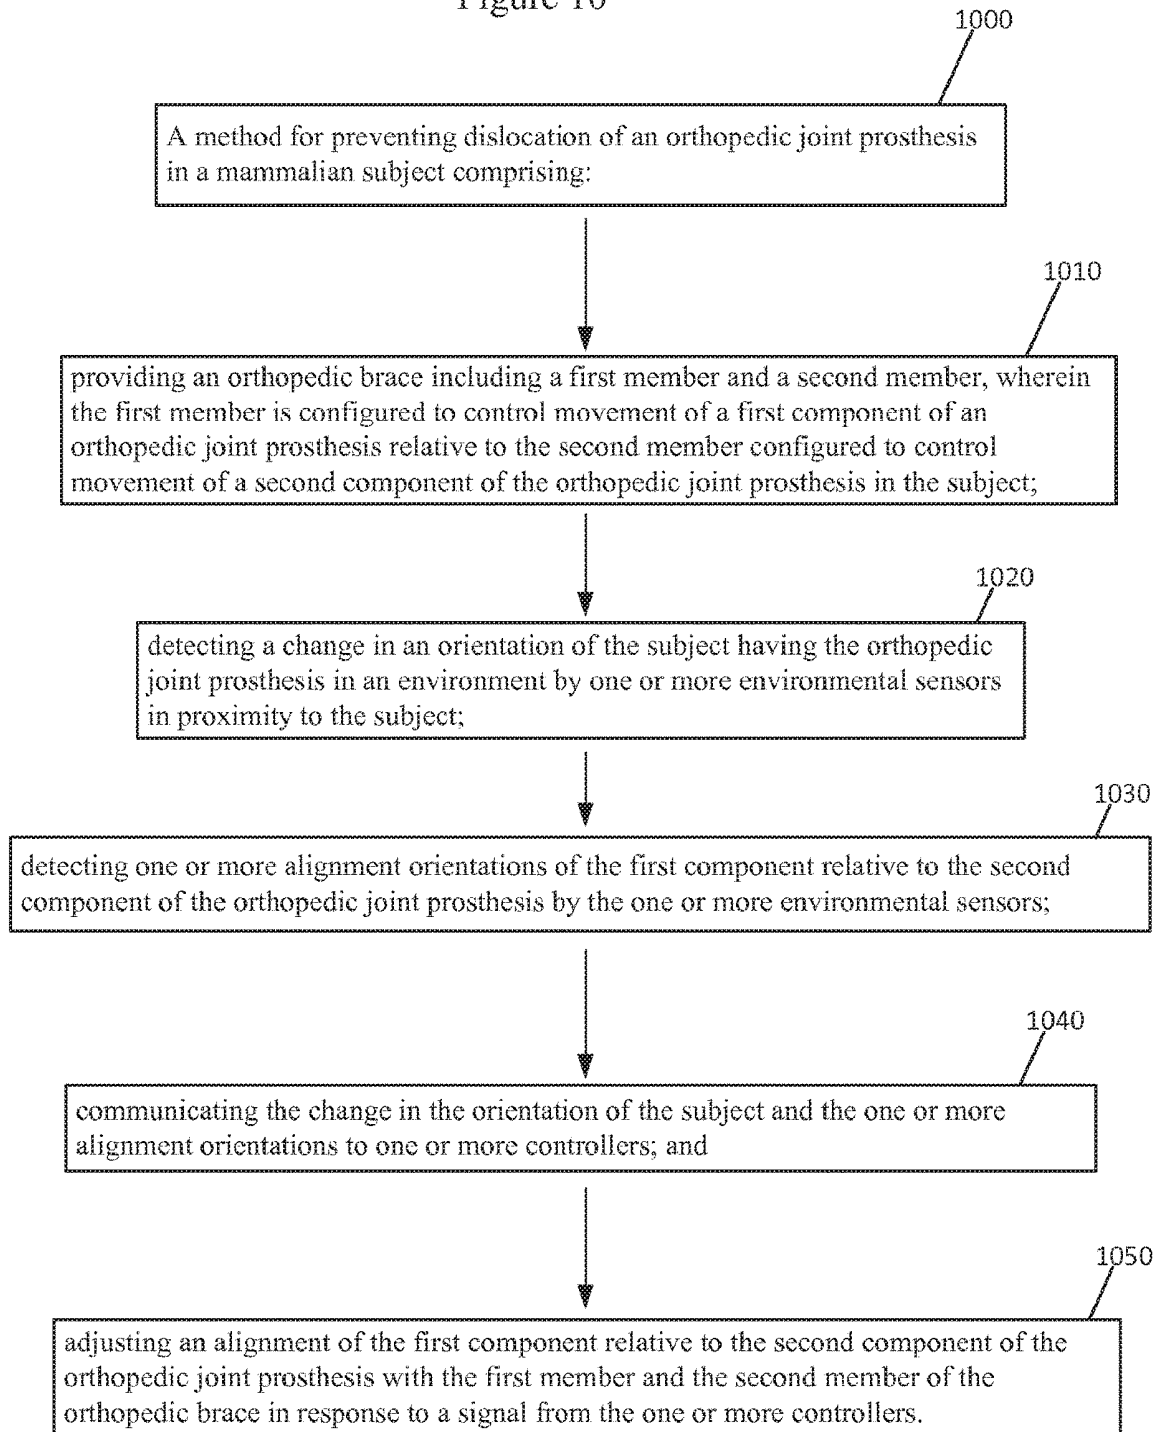 Figure 10
1000
A method for preventing dislocation of an orthopedic joint prosthesis
in a mammalian subject comprising:
1010
providing an orthopedic brace including a first member and a second member, wherein
the first member is configured to control movement of a first component of an
orthopedic joint prosthesis relative to the second member configured to control
movement of a second component of the orthopedic joint prosthesis in the subject;
1020
detecting a change in an orientation of the subject having the orthopedic
joint prosthesis in an environment by one or more environmental sensors
in proximity to the subject;
1030
detecting one or more alignment orientations of the first component relative to the second
component of the orthopedic joint prosthesis by the one or more environmental sensors;
1040
communicating the change in the orientation of the subject and the one or more
alignment orientations to one or more controllers; and
1050
adjusting an alignment of the first component relative to the second component of the
orthopedic joint prosthesis with the first member and the second member of the
orthopedic brace in response to a signal from the one or more controllers.